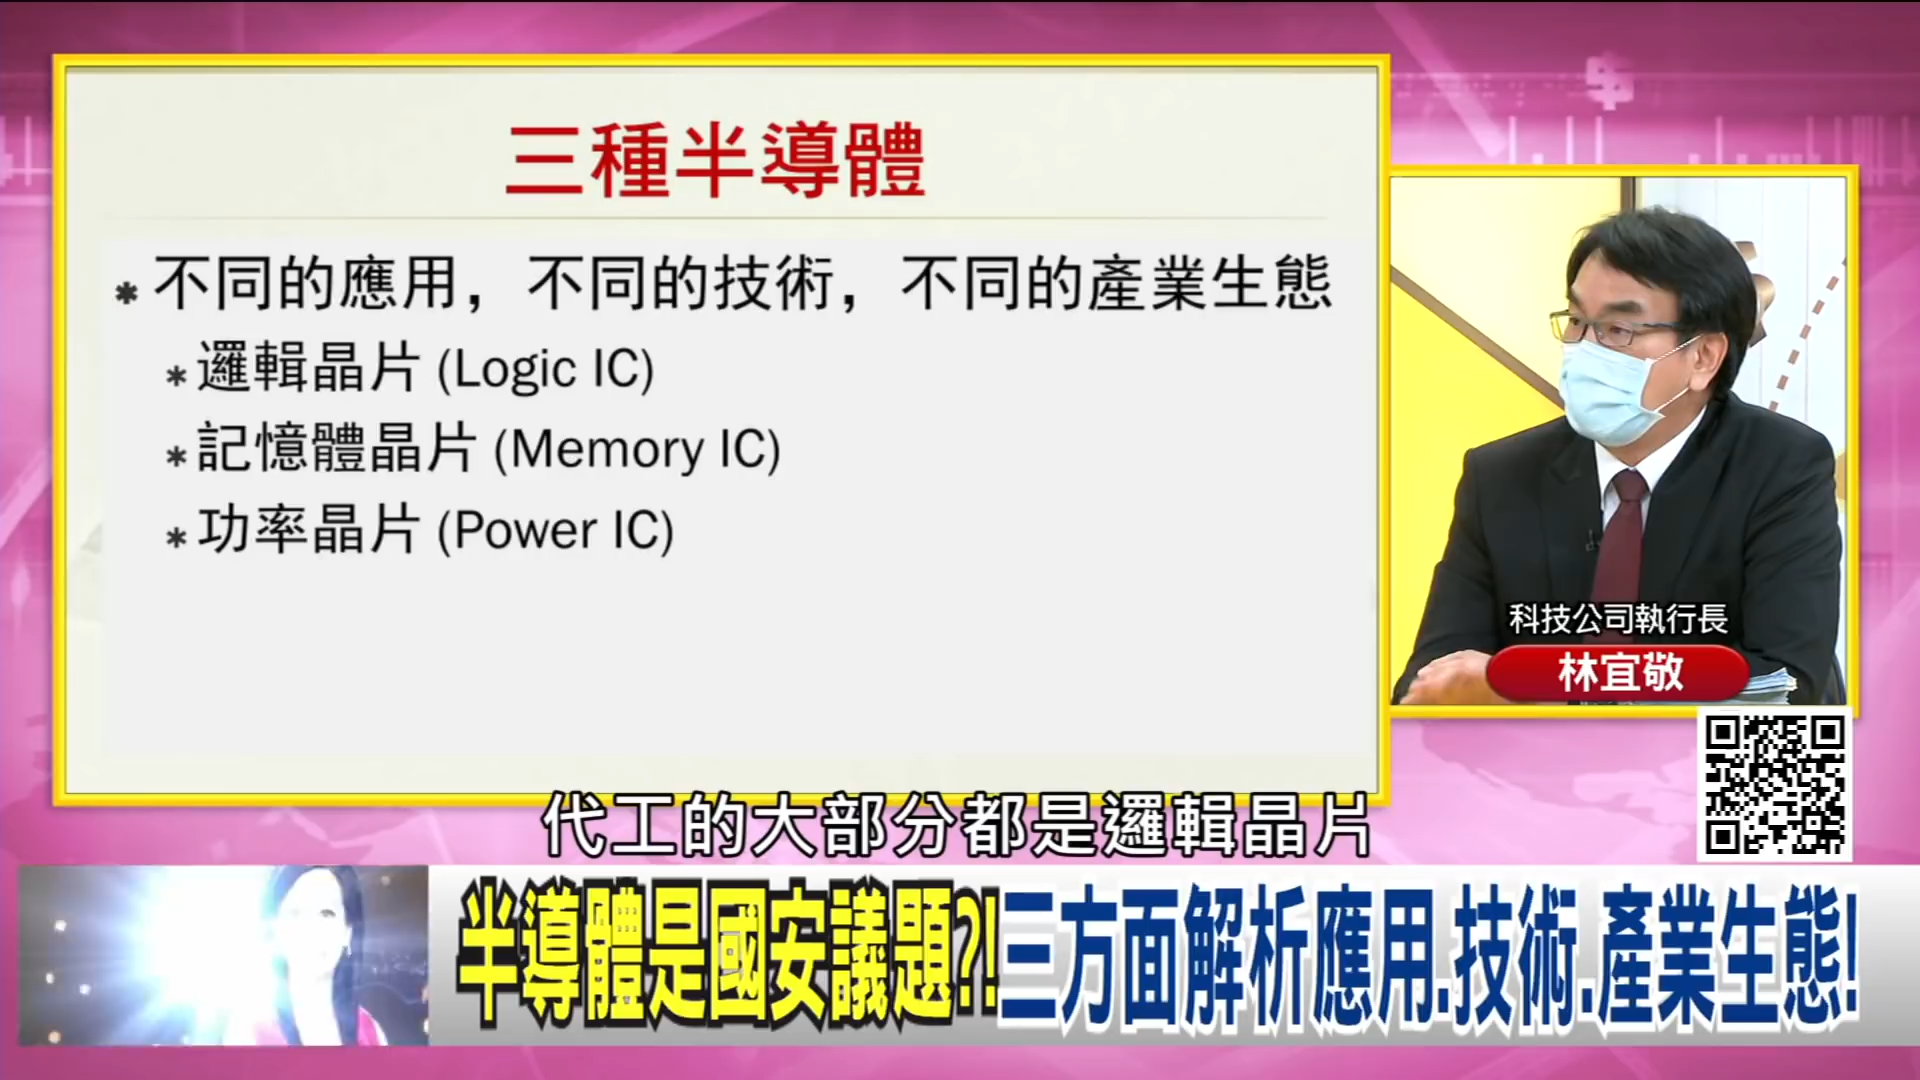 三種半導體
* 不同的應用，不同的技術，不同的產業生態
* 邏輯晶片 (Logic IC)
* 記憶體晶片 (Memory IC)
* 功率晶片 (Power IC)
科技公司執行長
林宜敬
代工的大部分都是邏輯晶片
半導體是國安議題?!三方面解析應用.技術.產業生態!